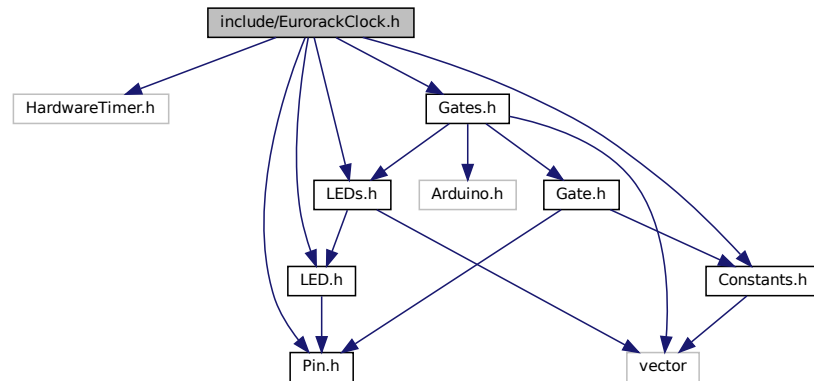 include/EurorackClock.h
HardwareTimer.h
Gates.h
LEDs.h
Arduino.h
Gate.h
LED.h
Constants.h
Pin.h
vector